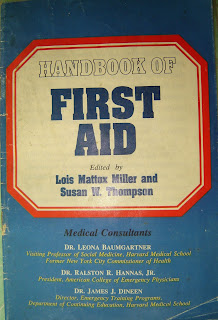 HANDBOOK OF
FIRST
AID
Edited by
Lois Mattox Miller and
Susan W. Thompson
Medical Consultants
DR. LEONA BAUMGARTNER
Visiting Professor of Social Medicine, Harvard Medical School
Former New York City Commissioner of Health
DR. RALSTON R. HANNAS, JR.
President, American College of Emergency Physicians
DR. JAMES J. DINEEN
Director, Emergency Training Programs,
Department of Continuing Education, Harvard Medical School